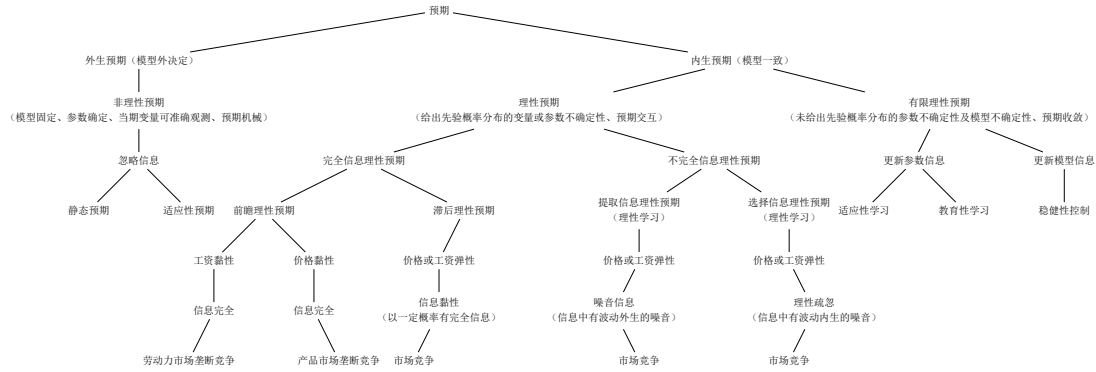 预期
外生预期（模型外决定）
内生预期（模型一致）
非理性预期
（模型固定、参数确定、当期变量可准确观测、预期机械）
理性预期
（给出先验概率分布的变量或参数不确定性、预期交互）
有限理性预期
（未给出先验概率分布的参数不确定性及模型不确定性、预期收敛）
忽略信息
完全信息理性预期
不完全信息理性预期
更新参数信息
更新模型信息
静态预期
适应性预期
前瞻理性预期
滞后理性预期
提取信息理性预期
（理性学习）
选择信息理性预期
（理性学习）
适应性学习
教育性学习
稳健性控制
工资黏性
价格黏性
价格或工资弹性
价格或工资弹性
价格或工资弹性
信息完全
信息完全
信息黏性
（以一定概率有完全信息）
噪音信息
（信息中有波动外生的噪音）
理性疏忽
（信息中有波动内生的噪音）
劳动力市场垄断竞争
产品市场垄断竞争
市场竞争
市场竞争
市场竞争